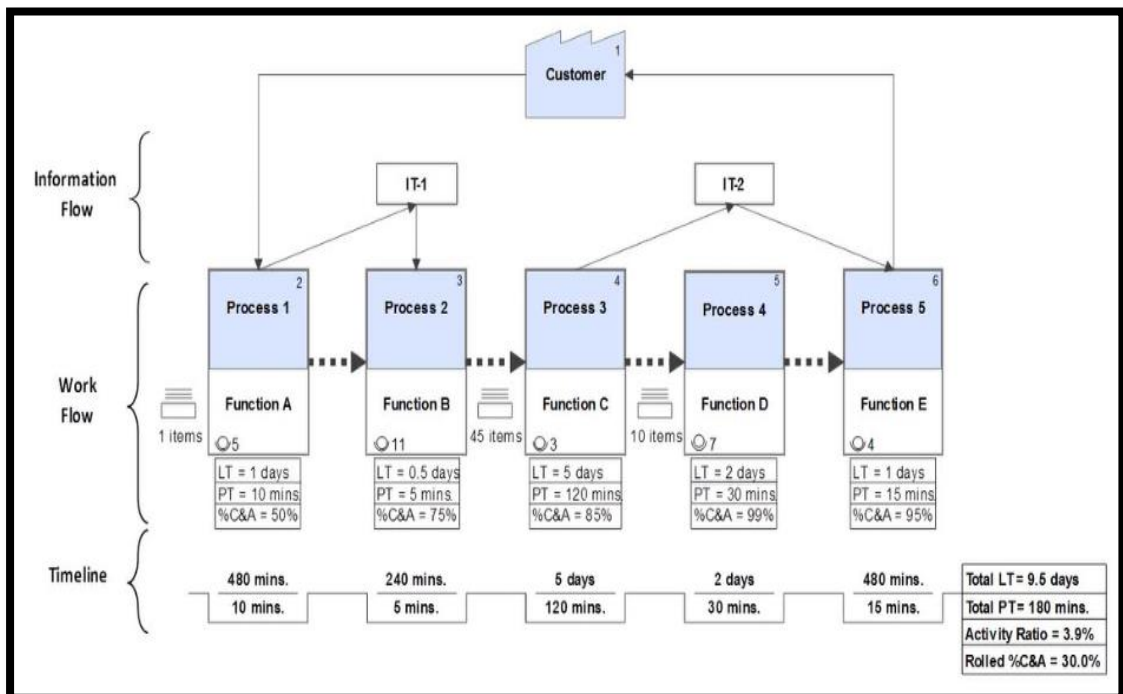 1
Customer
Information
Flow
IT-1
IT-2
2
Process 1
3
Process 2
4
Process 3
5
Process 4
6
Process 5
Work
Flow
1 items
Function A
5
Function B
11
45 items
Function C
3
10 items
Function D
7
Function E
4
LT = 1 days
PT = 10 mins
%C&A = 50%
LT = 0.5 days
PT = 5 mins
%C&A = 75%
LT = 5 days
PT = 120 mins
%C&A = 85%
LT = 2 days
PT = 30 mins
%C&A = 99%
LT = 1 days
PT = 15 mins
%C&A = 95%
Timeline
480 mins.
10 mins.
240 mins.
5 mins.
5 days
120 mins.
2 days
30 mins.
480 mins.
15 mins.
Total LT= 9.5 days
Total PT= 180 mins.
Activity Ratio = 3.9%
Rolled %C&A = 30.0%